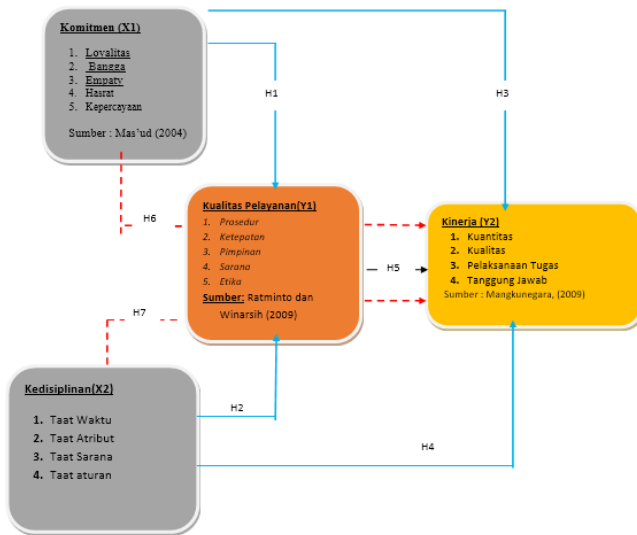 Komitmen (X1)
1. Loyalitas
2. Bangga
3. Empaty
4. Hasrat
5. Kepercayaan
Sumber : Mas'ud (2004)
H1
H3
H6
Kualitas Pelayanan(Y1)
1. Prosedur
2. Ketepatan
3. Pimpinan
4. Sarana
5. Etika
Sumber: Ratminto dan
Winarsih (2009)
H5
Kinerja (Y2)
1. Kuantitas
2. Kualitas
3. Pelaksanaan Tugas
4. Tanggung Jawab
Sumber : Mangkunegara, (2009)
H7
Kedisiplinan(X2)
1. Taat Waktu
2. Taat Atribut
3. Taat Sarana
4. Taat aturan
H2
H4